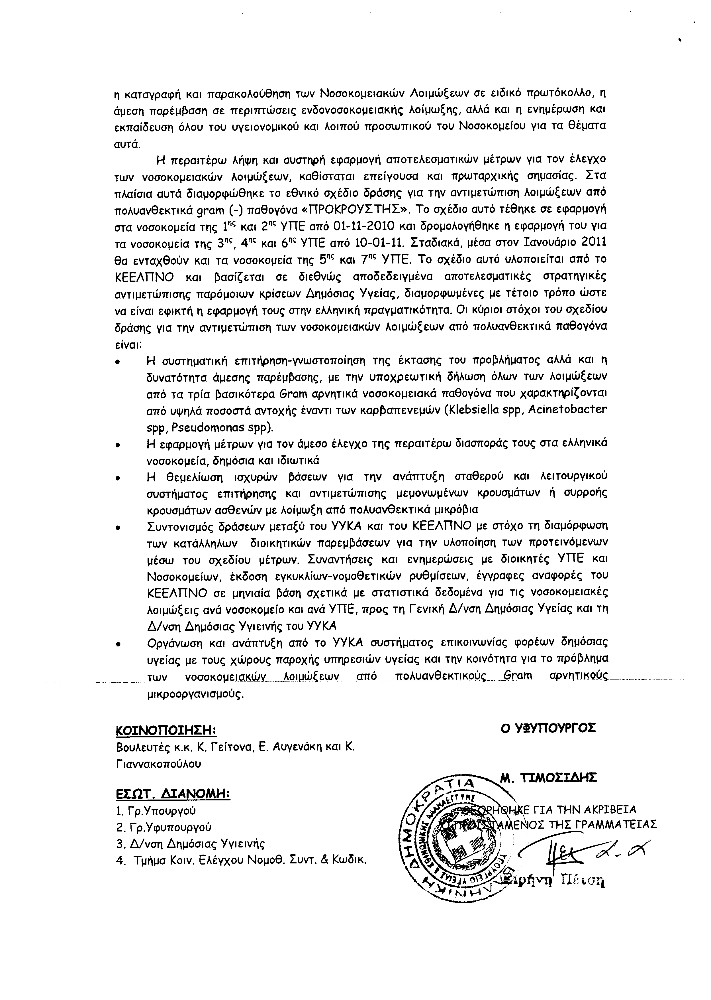 η καταγραφή και παρακολούθηση των Νοσοκομειακών Λοιμώξεων σε ειδικό πρωτόκολλο, η
άμεση παρέμβαση σε περιπτώσεις ενδονοσοκομειακής λοίμωξης, αλλά και η ενημέρωση και
εκπαίδευση όλου του υγειονομικού και λοιπού προσωπικού του Νοσοκομείου για τα θέματα
αυτά.
Η περαιτέρω λήψη και αυστηρή εφαρμογή αποτελεσματικών μέτρων για τον έλεγχο
των νοσοκομειακών λοιμώξεων, καθίσταται επείγουσα και πρωταρχικής σημασίας. Στα
πλαίσια αυτά διαμορφώθηκε το εθνικό σχέδιο δράσης για την αντιμετώπιση λοιμώξεων από
πολυανθεκτικά gram (-) παθογόνα «ΠΡΟΚΡΟΥΣΤΗΣ». Το σχέδιο αυτό τέθηκε σε εφαρμογή
στα νοσοκομεία της 1ης και 2ης ΥΠΕ από 01-11-2010 και δρομολογήθηκε η εφαρμογή του για
τα νοσοκομεία της 3ης, 4ης και 6ης ΥΠΕ από 10-01-11. Σταδιακά, μέσα στον Ιανουάριο 2011
θα ενταχθούν και τα νοσοκομεία της 5ης και 7ης ΥΠΕ. Το σχέδιο αυτό υλοποιείται από το
ΚΕΕΛΠΝΟ και βασίζεται σε διεθνώς αποδεδειγμένα αποτελεσματικές στρατηγικές
αντιμετώπισης παρόμοιων κρίσεων Δημόσιας Υγείας, διαμορφωμένες με τέτοιο τρόπο ώστε
να είναι εφικτή η εφαρμογή τους στην ελληνική πραγματικότητα. Οι κύριοι στόχοι του σχεδίου
δράσης για την αντιμετώπιση των νοσοκομειακών λοιμώξεων από πολυανθεκτικά παθογόνα
είναι:
• Η συστηματική επιτήρηση-γνωστοποίηση της έκτασης του προβλήματος αλλά και η
δυνατότητα άμεσης παρέμβασης, με την υποχρεωτική δήλωση όλων των λοιμώξεων
από τα τρία βασικότερα Gram αρνητικά νοσοκομειακά παθογόνα που χαρακτηρίζονται
από υψηλά ποσοστά αντοχής έναντι των καρβαπενεμών (Klebsiella spp, Acinetobacter
spp, Pseudomonas spp).
• Η εφαρμογή μέτρων για τον άμεσο έλεγχο της περαιτέρω διασποράς τους στα ελληνικά
νοσοκομεία, δημόσια και ιδιωτικά
• Η θεμελίωση ισχυρών βάσεων για την ανάπτυξη σταθερού και λειτουργικού
συστήματος επιτήρησης και αντιμετώπισης μεμονωμένων κρουσμάτων ή συρροής
κρουσμάτων ασθενών με λοίμωξη από πολυανθεκτικά μικρόβια
• Συντονισμός δράσεων μεταξύ του ΥΥΚΑ και του ΚΕΕΛΠΝΟ με στόχο τη διαμόρφωση
των κατάλληλων διοικητικών παρεμβάσεων για την υλοποίηση των προτεινόμενων
μέσω του σχεδίου μέτρων. Συναντήσεις και ενημερώσεις με διοικητές ΥΠΕ και
Νοσοκομείων, έκδοση εγκυκλίων-νομοθετικών ρυθμίσεων, έγγραφες αναφορές του
ΚΕΕΛΠΝΟ σε μηνιαία βάση σχετικά με στατιστικά δεδομένα για τις νοσοκομειακές
λοιμώξεις ανά νοσοκομείο και ανά ΥΠΕ, προς τη Γενική Δ/νση Δημόσιας Υγείας και τη
Δ/νση Δημόσιας Υγιεινής του ΥΥΚΑ
• Οργάνωση και ανάπτυξη από το ΥΥΚΑ συστήματος επικοινωνίας φορέων δημόσιας
υγείας με τους χώρους παροχής υπηρεσιών υγείας και την κοινότητα για το πρόβλημα
των νοσοκομειακών λοιμώξεων από πολυανθεκτικούς Gram αρνητικούς
μικροοργανισμούς.
ΚΟΙΝΟΠΟΙΗΣΗ:
Βουλευτές κ.κ. Κ. Γείτονα, Ε. Αυγενάκη και Κ.
Γιαννακοπούλου
ΕΣΩΤ. ΔΙΑΝΟΜΗ:
1. Γρ.Υπουργού
2. Γρ.Υφυπουργού
3. Δ/νση Δημόσιας Υγιεινής
4. Τμήμα Κοιν. Ελέγχου Νομοθ. Συντ. & Κωδικ.
Ο ΥΦΥΠΟΥΡΓΟΣ
Μ. ΤΙΜΟΣΙΔΗΣ
ΘΕΩΡΗΘΗΚΕ ΓΙΑ ΤΗΝ ΑΚΡΙΒΕΙΑ
Ο ΠΡΟΪΣΤΑΜΕΝΟΣ ΤΗΣ ΓΡΑΜΜΑΤΕΙΑΣ
Ειρήνη Πέτση
ΕΛΛΗΝΙΚΗ ΔΗΜΟΚΡΑΤΙΑ
ΥΠΟΥΡΓΕΙΟ ΥΓΕΙΑΣ & ΚΟΙΝΩΝΙΚΗΣ ΑΛΛΗΛΕΓΓΥΗΣ